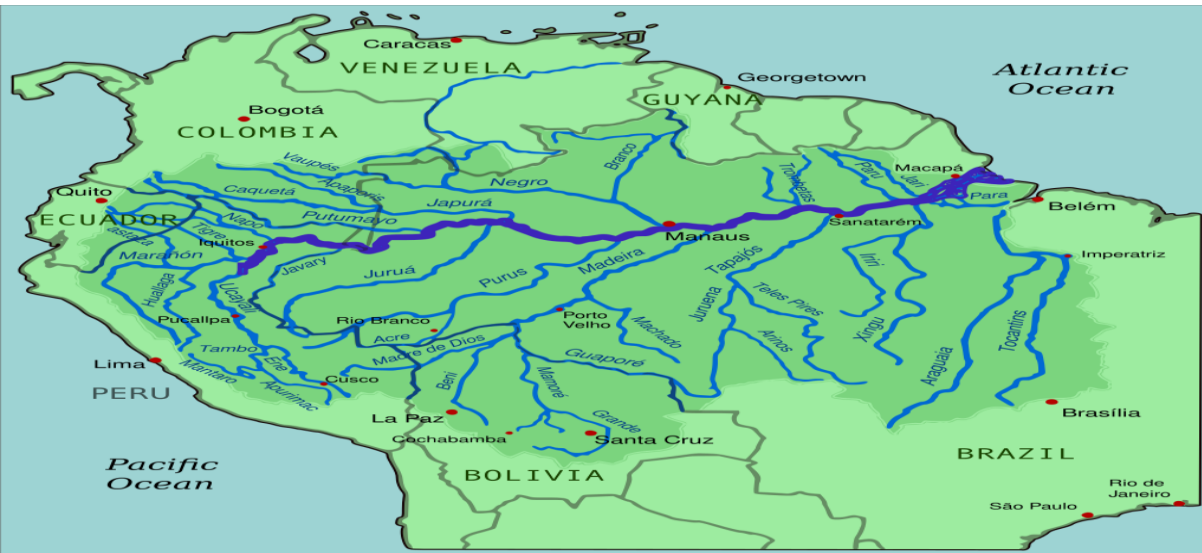 Caracas
VENEZUELA
Georgetown
GUYANA
Atlantic
Ocean
Bogotá
COLOMBIA
Vaupés
Apaporis
Caquetá
Negro
Branco
Trombetas
Paru
Jari
Macapá
Para
Belém
Quito
ECUADOR
Putumayo
Japurá
Napo
Tigre
astaza
Iquitos
Manaus
Sanatarém
Marañón
Huallaga
Ucayali
Javary
Juruá
Purus
Madeira
Tapajós
Iriri
Xingu
Imperatriz
Pucallpa
Rio Branco
Acre
Porto
Velho
Machado
Juruena
Teles Pires
Arinos
Araguaia
Tocantins
Lima
PERU
Tambo
Ene
Mantaro
Apurimac
Cusco
Madre de Dios
Guaporé
Beni
Mamoré
Grande
La Paz
Cochabamba
Santa Cruz
BOLIVIA
Brasília
BRAZIL
Pacific
Ocean
Rio de
Janeiro
São Paulo